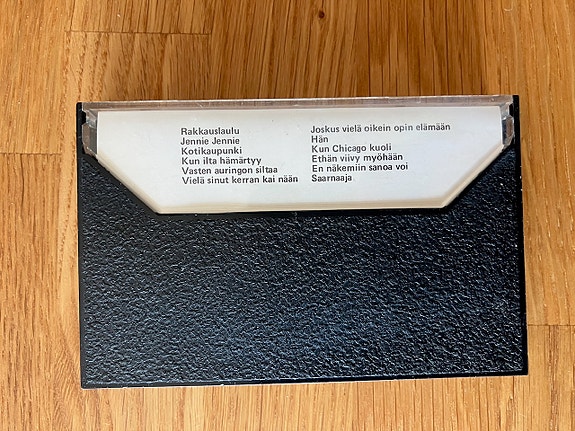 Rakkauslaulu
Jennie Jennie
Kotikaupunki
Kun ilta hämärtyy
Vasten auringon siltaa
Vielä sinut kerran kai nään
Joskus vielä oikein opin elämään
Hän
Kun Chicago kuoli
Ethän viivy myöhään
En näkemiin sanoa voi
Saarnaaja